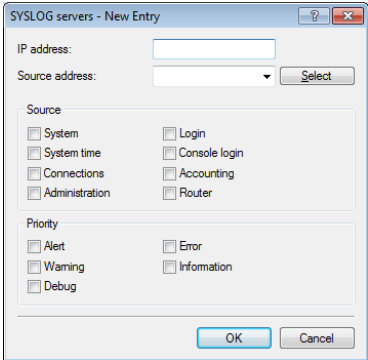 SYSLOG servers - New Entry
?
IP address:
Source address:
Select
Source
System
Login
System time
Console login
Connections
Accounting
Administration
Router
Priority
Alert
Error
Warning
Information
Debug
OK
Cancel